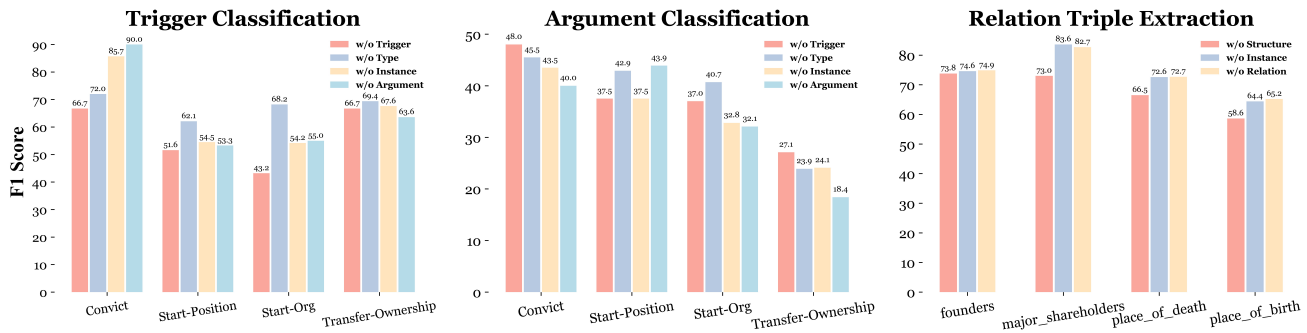 Trigger Classification
F1 Score
90
80
70
60
50
40
30
20
10
0
w/o Trigger
w/o Type
w/o Instance
w/o Argument
66.7 72.0 85.7 90.0
51.6 62.1 54.5 53.3
43.2 68.2 54.2 55.0
66.7 69.4 67.6 63.6
Convict Start-Position Start-Org Transfer-Ownership
Argument Classification
50
40
30
20
10
0
w/o Trigger
w/o Type
w/o Instance
w/o Argument
48.0 45.5 43.5 40.0
37.5 42.9 37.5 43.9
37.0 40.7 32.8 32.1
27.1 23.9 24.1 18.4
Convict Start-Position Start-Org Transfer-Ownership
Relation Triple Extraction
80
70
60
50
40
30
20
10
0
w/o Structure
w/o Instance
w/o Relation
73.8 74.6 74.9
73.0 83.6 82.7
66.5 72.6 72.7
58.6 64.4 65.2
founders major_shareholders place_of_death place_of_birth